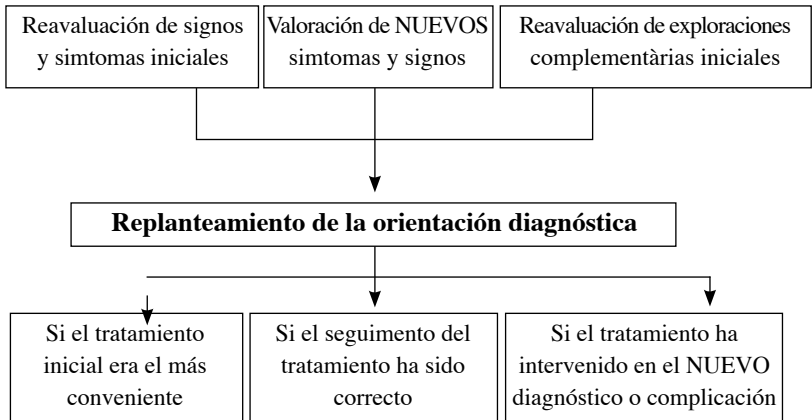 Reavaluación de signos
y simtomas iniciales
Valoración de NUEVOS
simtomas y signos
Reavaluación de exploraciones
complementàrias iniciales
Replanteamiento de la orientación diagnóstica
Si el tratamiento
inicial era el más
conveniente
Si el seguimento del
tratamiento ha sido
correcto
Si el tratamiento ha
intervenido en el NUEVO
diagnóstico o complicación